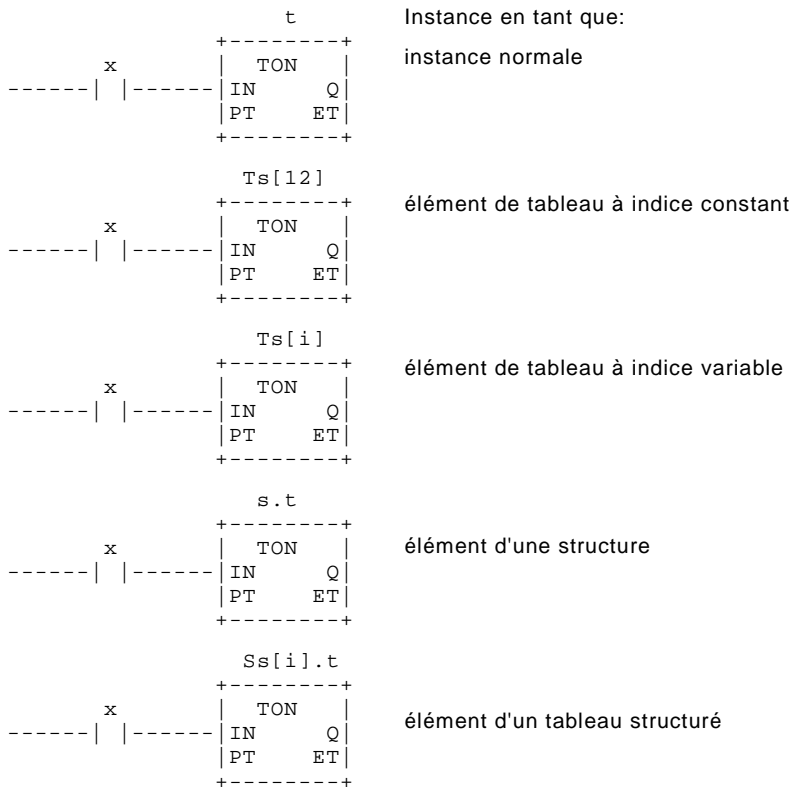 t            Instance en tant que:
          +--------+
    x     |  TON   |        instance normale
------| |------|IN     Q|
               |PT    ET|
               +--------+
                Ts[12]
               +--------+   élément de tableau à indice constant
       x       |  TON   |
------| |------|IN     Q|
               |PT    ET|
               +--------+
                 Ts[i]
               +--------+   élément de tableau à indice variable
       x       |  TON   |
------| |------|IN     Q|
               |PT    ET|
               +--------+
                 s.t
               +--------+
       x       |  TON   |   élément d'une structure
------| |------|IN     Q|
               |PT    ET|
               +--------+
                Ss[i].t
               +--------+
       x       |  TON   |   élément d'un tableau structuré
------| |------|IN     Q|
               |PT    ET|
               +--------+